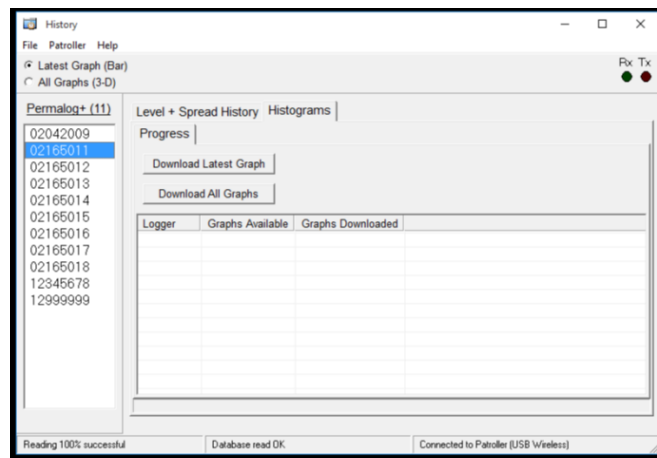 History
File Patroller Help
Latest Graph (Bar)
All Graphs (3-D)
Rx Tx
Permalog+ (11)
02042009
02165011
02165012
02165013
02165014
02165015
02165016
02165017
02165018
12345678
12999999
Level + Spread History Histograms
Progress
Download Latest Graph
Download All Graphs
Logger Graphs Available Graphs Downloaded
Reading 100% successful Database read OK Connected to Patroller (USB Wireless)